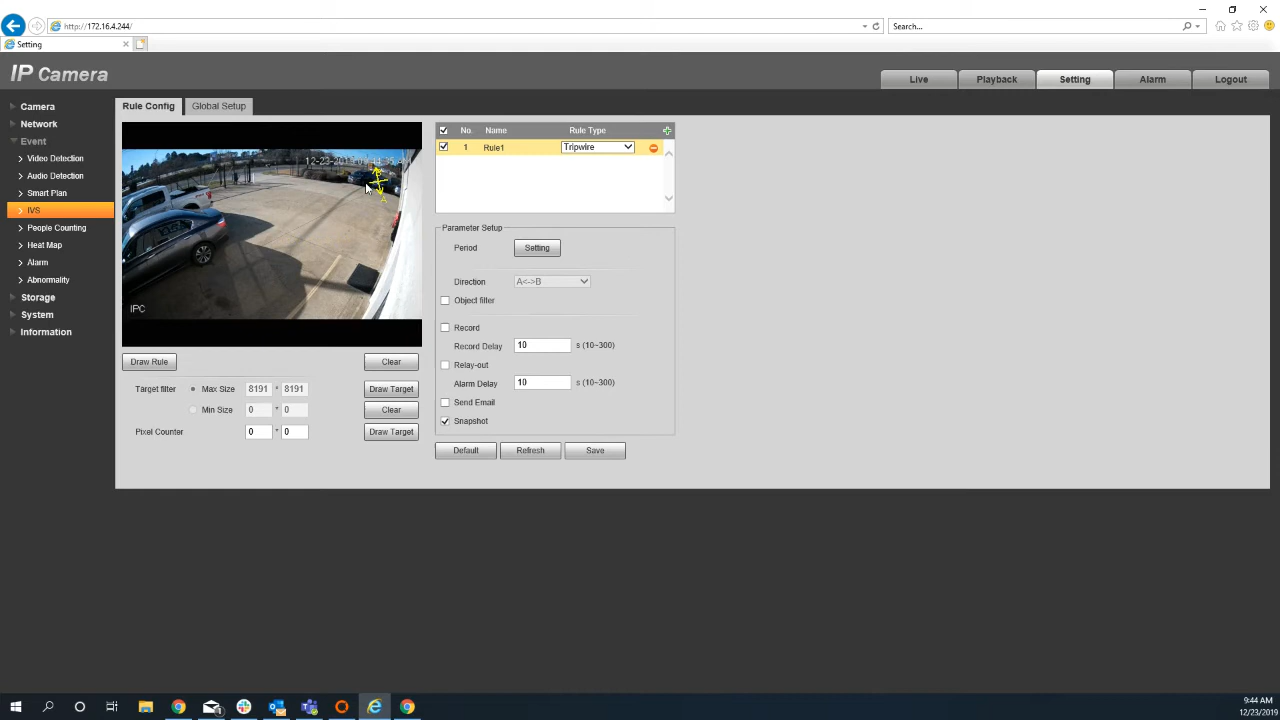 http://172.16.4.244/
Search...
Setting
IP Camera
Live
Playback
Setting
Alarm
Logout
Camera
Network
Event
Video Detection
Audio Detection
Smart Plan
IVS
People Counting
Heat Map
Alarm
Abnormality
Storage
System
Information
Rule Config
Global Setup
IPC
A
Draw Rule
Clear
Target filter
Max Size
8191 * 8191
Draw Target
Min Size
0 * 0
Clear
Pixel Counter
0 * 0
Draw Target
No.
Name
Rule Type
1
Rule1
Tripwire
Parameter Setup
Period
Setting
Direction
A<->B
Object filter
Record
Record Delay
10
s (10~300)
Relay-out
Alarm Delay
10
s (10~300)
Send Email
Snapshot
Default
Refresh
Save
9:44 AM
12/23/2019